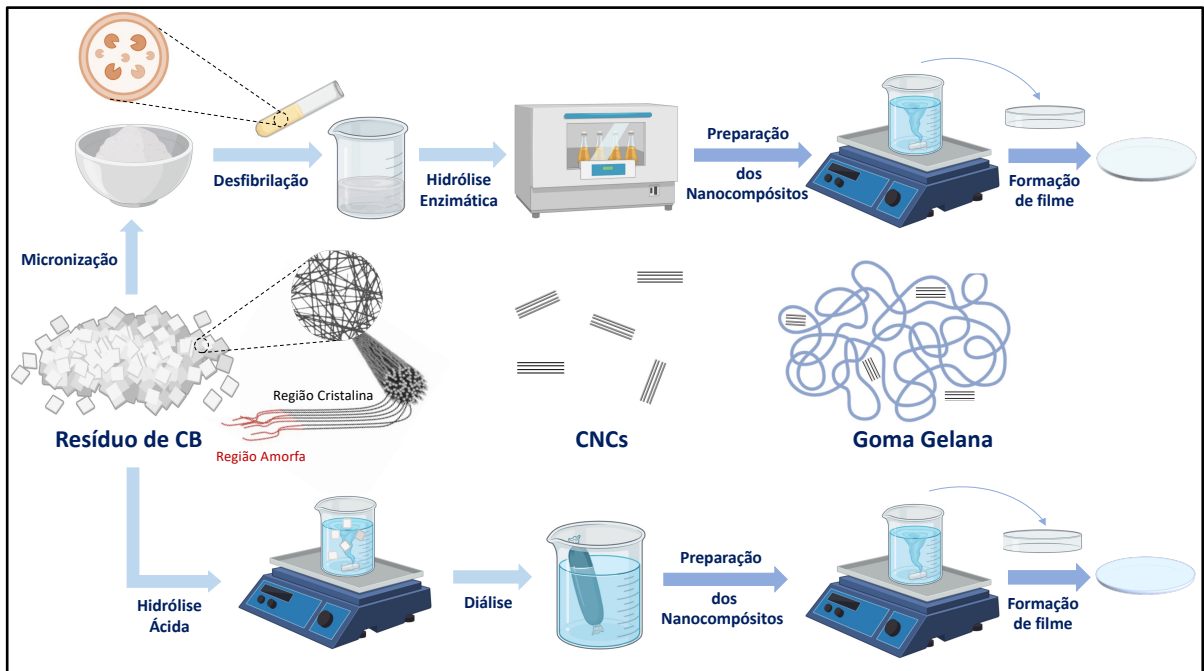 Desfibrilação
Hidrólise
Enzimática
Preparação
dos
Nanocompósitos
Formação
de filme
Micronização
Região Cristalina
Região Amorfa
Resíduo de CB
CNCs
Goma Gelana
Hidrólise
Ácida
Diálise
Preparação
dos
Nanocompósitos
Formação
de filme